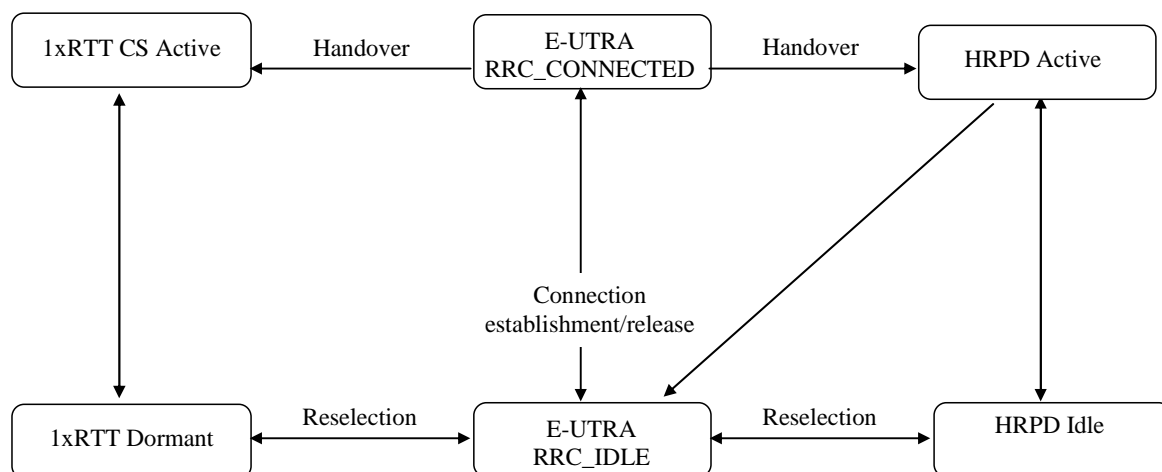 1xRTT CS Active
Handover
E-UTRA
RRC_CONNECTED
Handover
HRPD Active
Connection
establishment/release
1xRTT Dormant
Reselection
E-UTRA
RRC_IDLE
Reselection
HRPD Idle